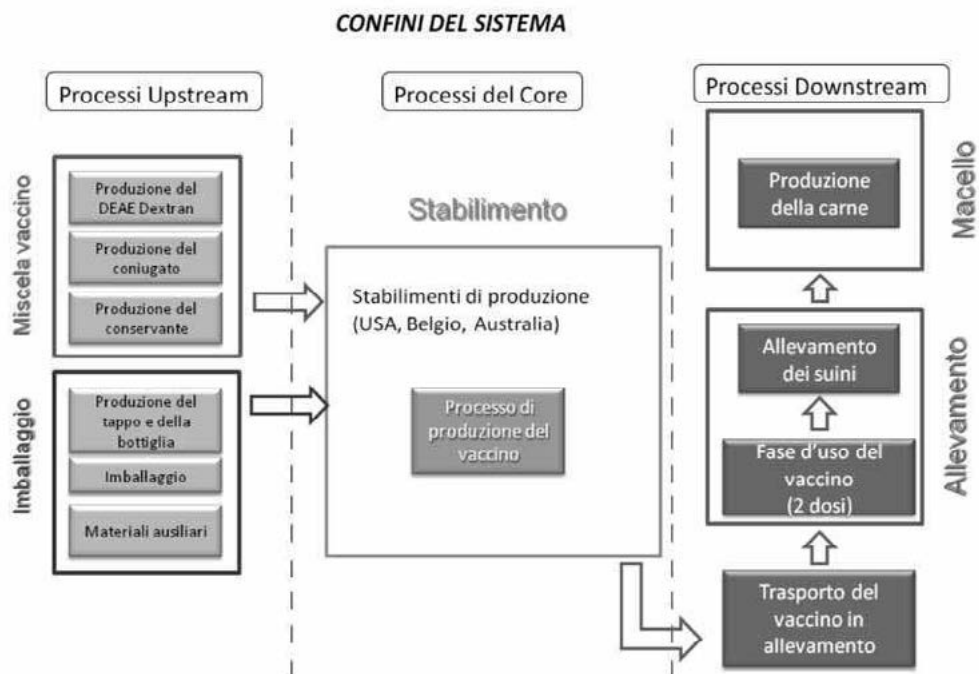 CONFINI DEL SISTEMA
Processi Upstream
Processi del Core
Processi Downstream
Miscela vaccino
Produzione del
DEAE Dextran
Produzione del
coniugato
Produzione del
conservante
Imballaggio
Produzione del
tappo e della
bottiglia
Imballaggio
Materiali ausiliari
Stabilimento
Stabilimenti di produzione
(USA, Belgio, Australia)
Processo di
produzione del
vaccino
Macello
Produzione
della carne
Allevamento
Allevamento
dei suini
Fase d'uso del
vaccino
(2 dosi)
Trasporto del
vaccino in
allevamento